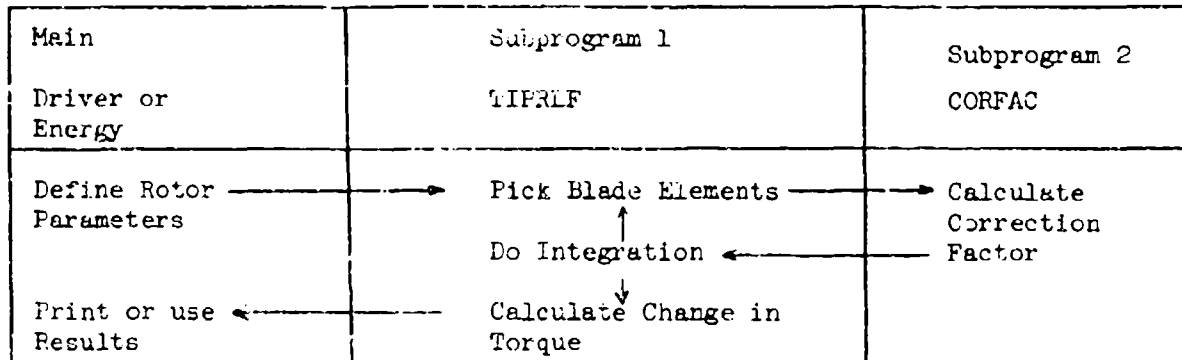 Main
Driver or
Energy
Subprogram 1
TIPRLF
Subprogram 2
CORFAC
Define Rotor
Parameters
Pick Blade Elements
Calculate
Correction
Factor
Do Integration
Calculate Change in
Torque
Print or use
Results